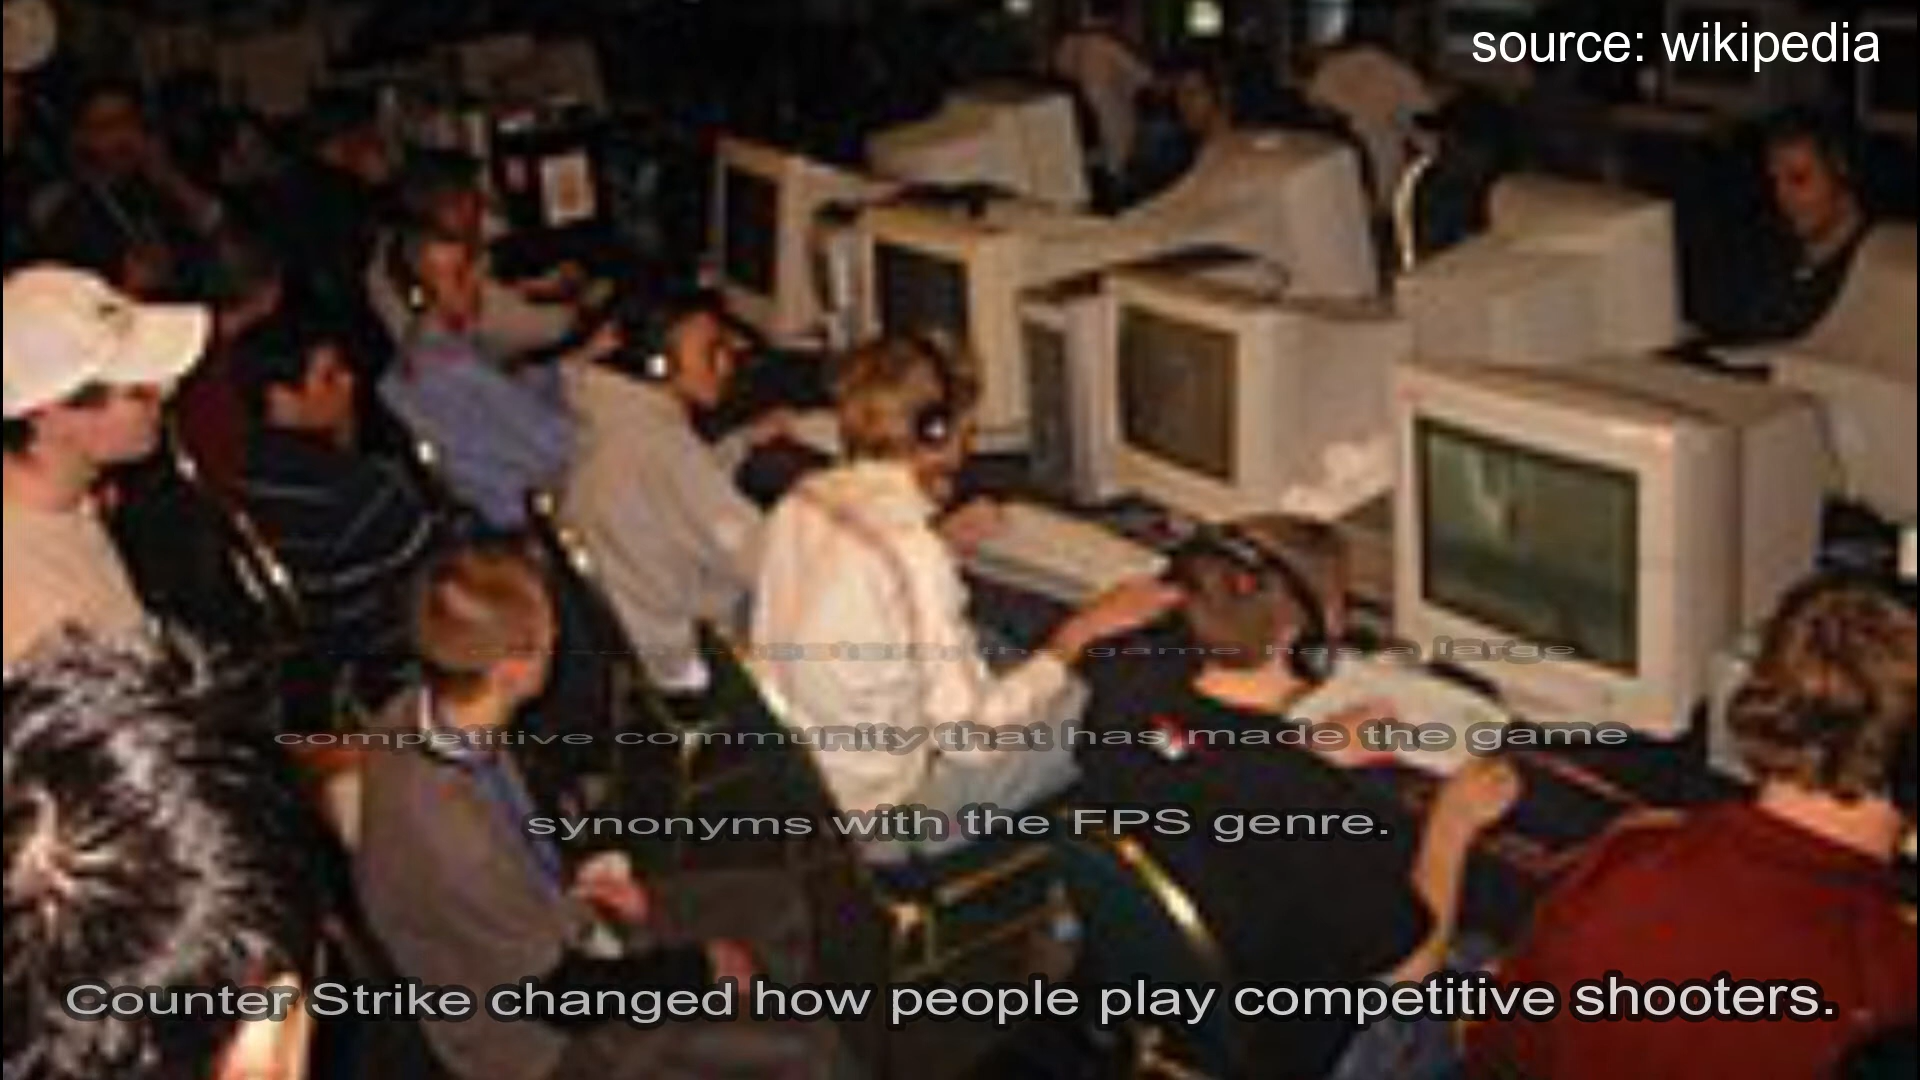 source: wikipedia
the game has a large
competitive community that has made the game
synonyms with the FPS genre.
Counter Strike changed how people play competitive shooters.